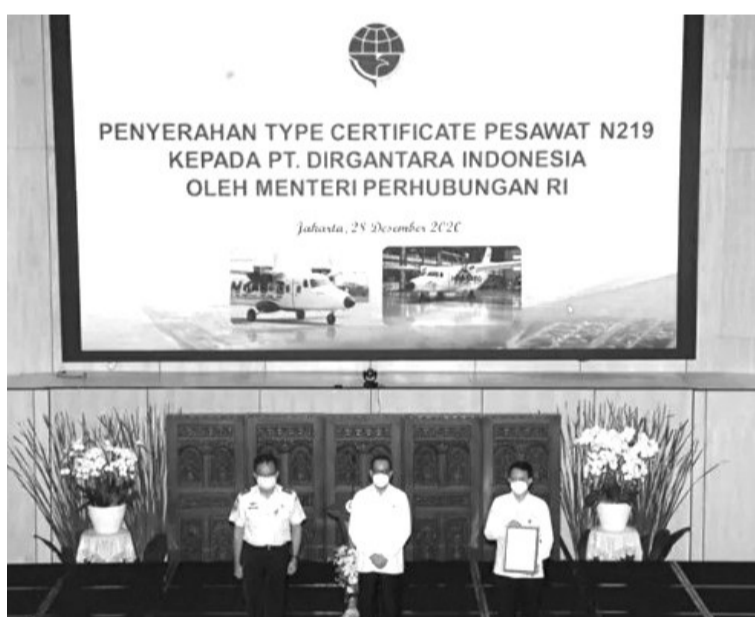 PENYERAHAN TYPE CERTIFICATE PESAWAT N219
KEPADA PT. DIRGANTARA INDONESIA
OLEH MENTERI PERHUBUNGAN RI
Jakarta, 28 Desember 2020